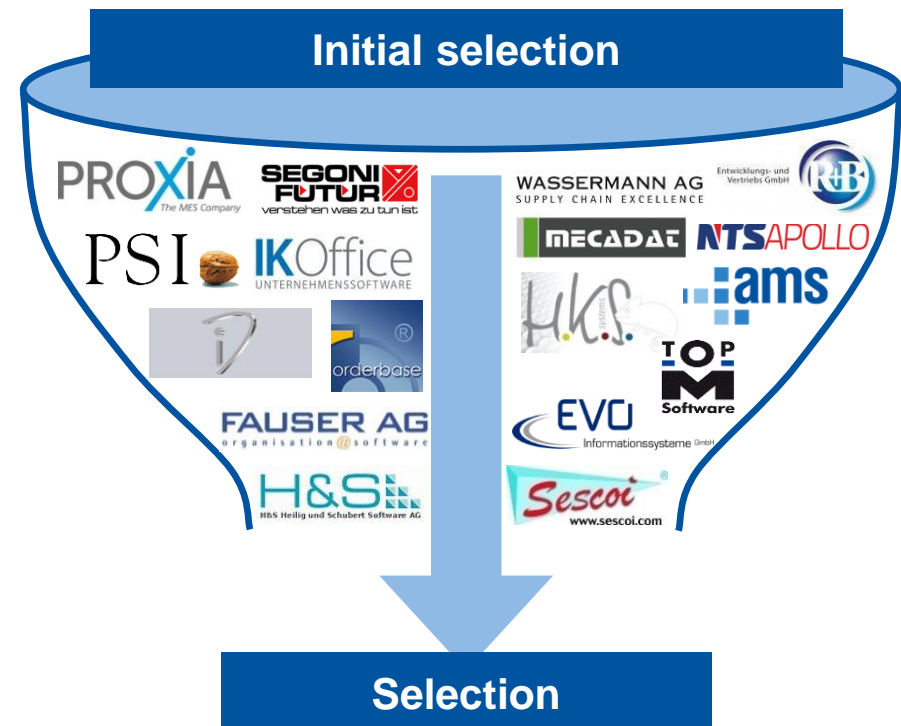 Initial selection
PROXIA
The MES Company
SEGONI
FUTUR
verstehen was zu tun ist
PSI
IKOffice
UNTERNEHMENSSOFTWARE
®
orderbase
FAUSER AG
organisation@software
H&S
H&S Heilig und Schubert Software AG
WASSERMANN AG
SUPPLY CHAIN EXCELLENCE
Entwicklungs- und
Vertriebs GmbH
R+B
MECADAT
NTSAPOLLO
H.K.S.
systems
ams
TOP
M
Software
EVO
Informationssysteme GmbH
Sescoi
®
www.sescoi.com
Selection